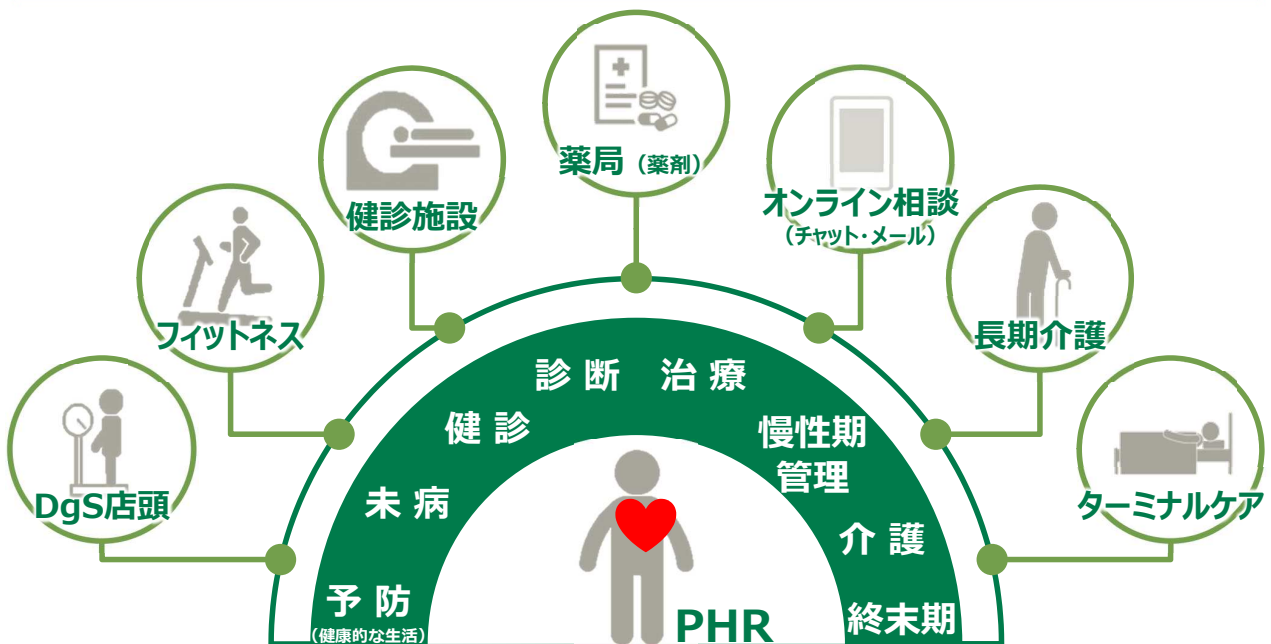 薬局(薬剤)
健診施設
オンライン相談
(チャット・メール)
フィットネス
長期介護
DgS店頭
ターミナルケア
診断 治療
健診
慢性期
管理
未病
介護
予防
(健康的な生活)
PHR
終末期